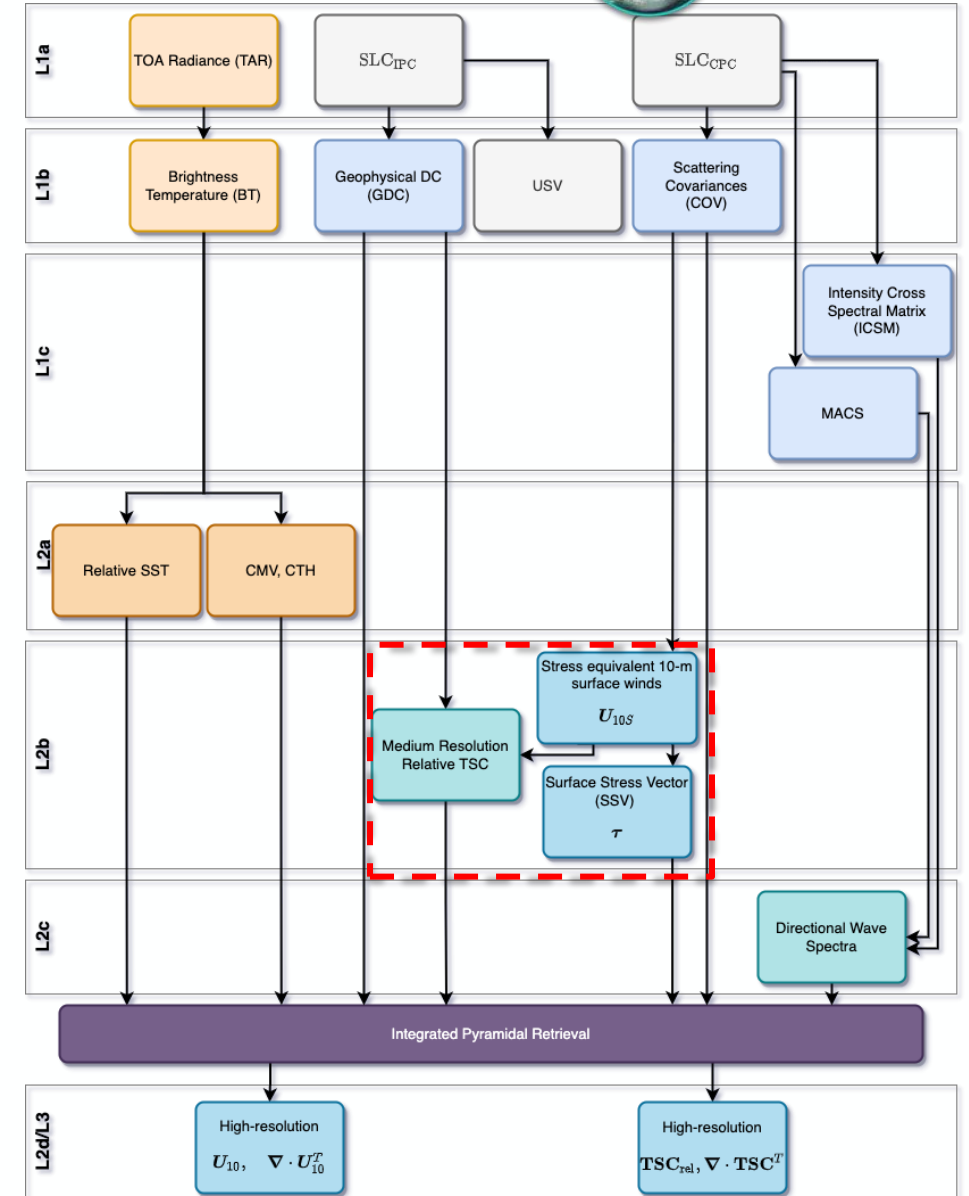 L1a
TOA Radiance (TAR)
SLC_IPC
SLC_CPC
L1b
Brightness
Temperature (BT)
Geophysical DC
(GDC)
USV
Scattering
Covariances
(COV)
L1c
Intensity Cross
Spectral Matrix
(ICSM)
MACS
L2a
Relative SST
CMV, CTH
L2b
Stress equivalent 10-m
surface winds
U_10S
Medium Resolution
Relative TSC
Surface Stress Vector
(SSV)
τ
L2c
Directional Wave
Spectra
Integrated Pyramidal Retrieval
L2d/L3
High-resolution
U_10, ∇ · U_10^T
High-resolution
TSC_rel, ∇ · TSC^T